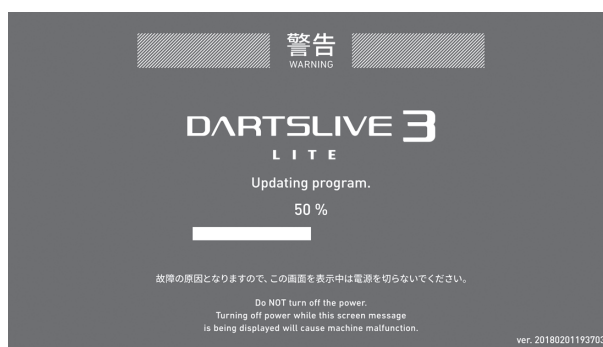 警告
WARNING
DARTSLIVE 3
LITE
Updating program.
50 %
故障の原因となりますので、この画面を表示中は電源を切らないでください。
Do NOT turn off the power.
Turning off power while this screen message
is being displayed will cause machine malfunction.
ver. 20180201193703